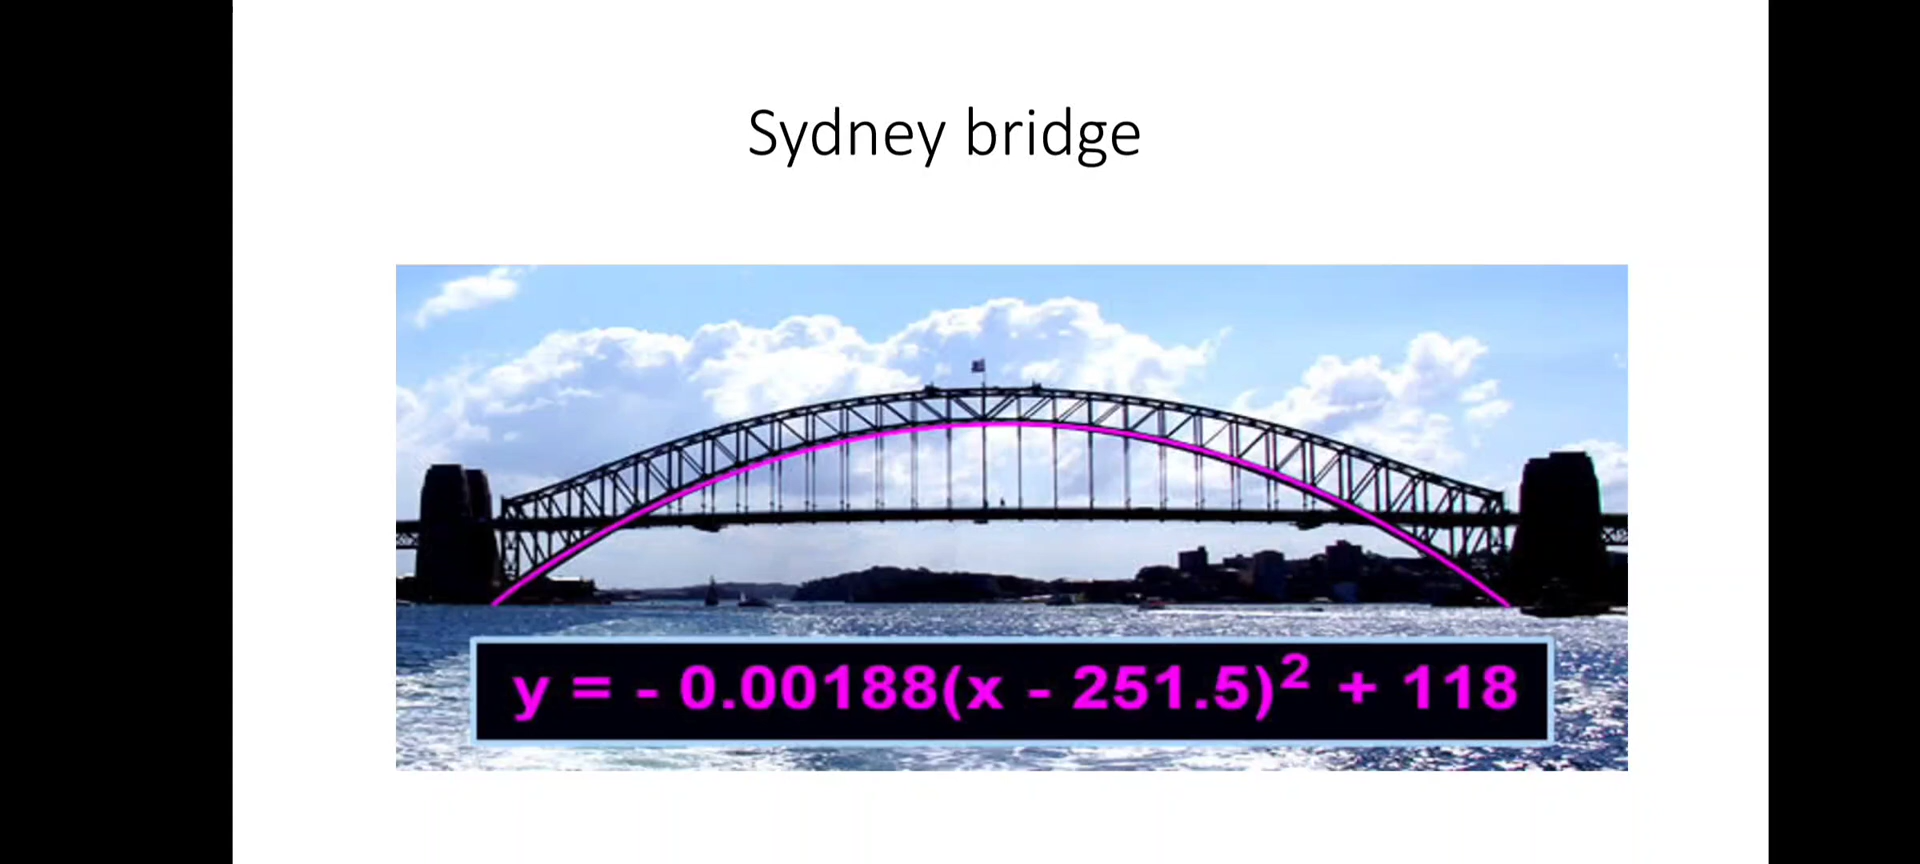 Sydney bridge
y = - 0.00188(x - 251.5)² + 118